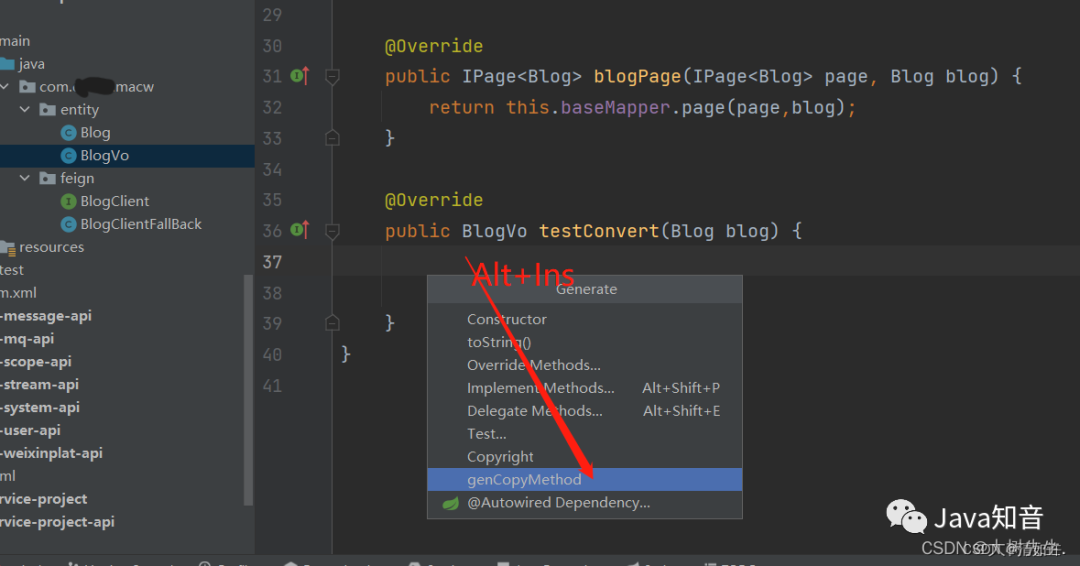 main
java
com. macw
entity
Blog
BlogVo
feign
BlogClient
BlogClientFallBack
resources
test
m.xml
-message-api
-mq-api
-scope-api
-stream-api
-system-api
-user-api
-weixinplat-api
ml
rvice-project
rvice-project-api
29
30 @Override
31 public IPage<Blog> blogPage(IPage<Blog> page, Blog blog) {
32 return this.baseMapper.page(page,blog);
33 }
34
35 @Override
36 public BlogVo testConvert(Blog blog) {
37
38
39 }
40 }
41
Alt+Ins
Generate
Constructor
toString()
Override Methods...
Implement Methods... Alt+Shift+P
Delegate Methods... Alt+Shift+E
Test...
Copyright
genCopyMethod
@Autowired Dependency...
Java知音
CSDN @大树先生.